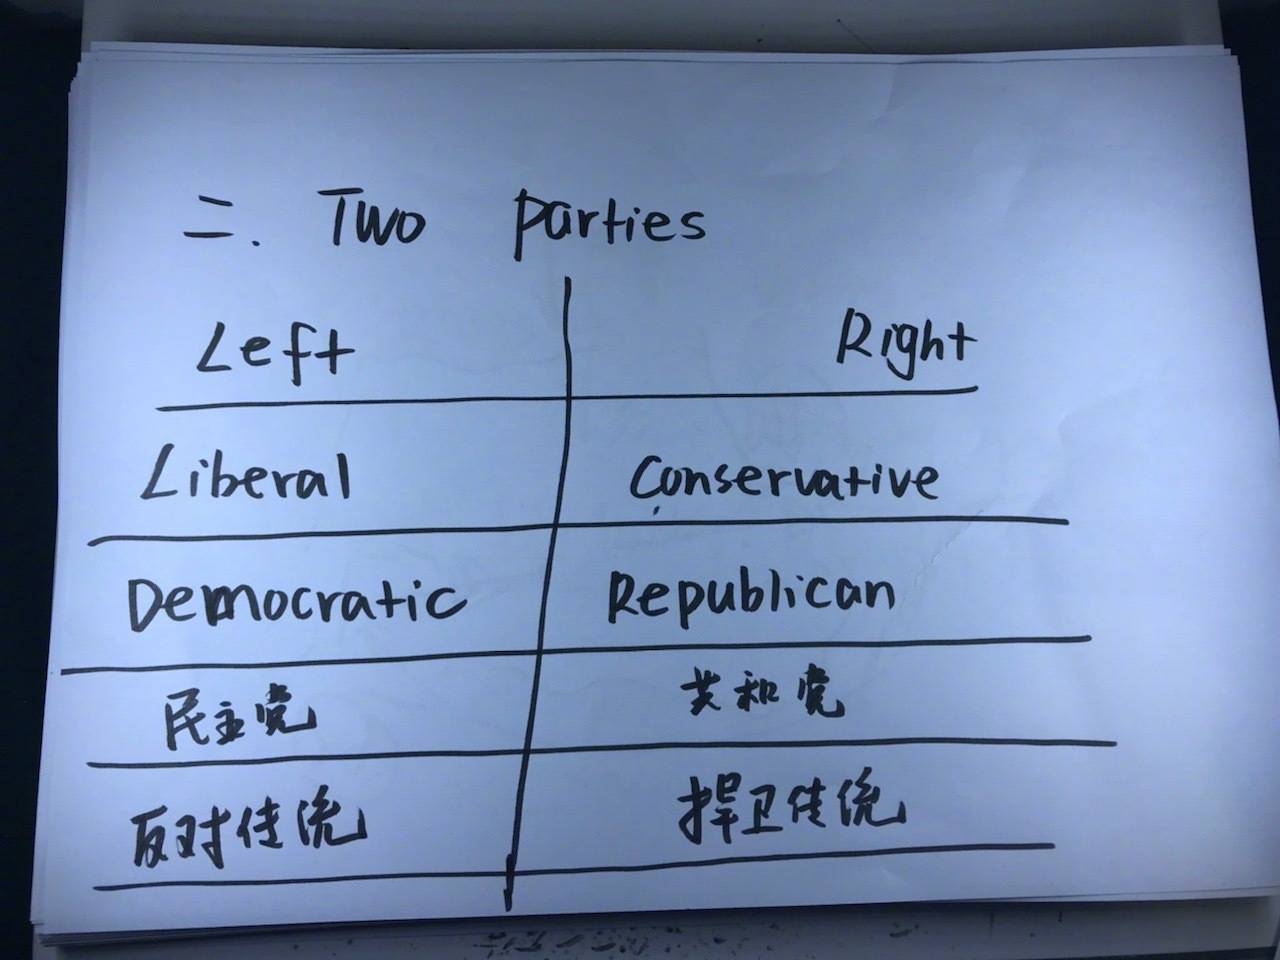 二. Two parties
Left Right
Liberal Conservative
Democratic Republican
民主党 共和党
反对传统 捍卫传统